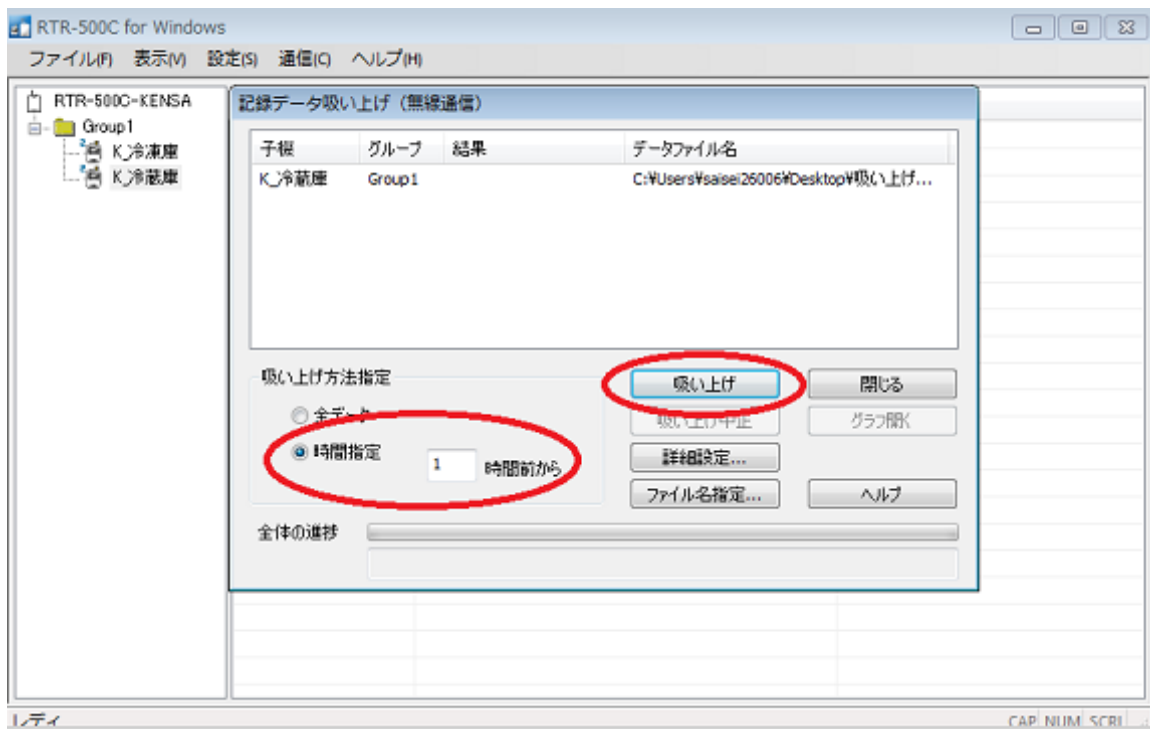 RTR-500C for Windows
ファイル(F) 表示(V) 設定(S) 通信(C) ヘルプ(H)
RTR-500C-KENSA
Group1
K_冷凍庫
K_冷蔵庫
記録データ吸い上げ（無線通信）
子機 グループ 結果 データファイル名
K_冷蔵庫 Group1 C:¥Users¥saisei26006¥Desktop¥吸い上げ...
吸い上げ方法指定
全データ
時間指定 1 時間前から
吸い上げ 閉じる
吸い上げ中止 グラフ開く
詳細設定...
ファイル名指定... ヘルプ
全体の進捗
レディ CAP NUM SCRL